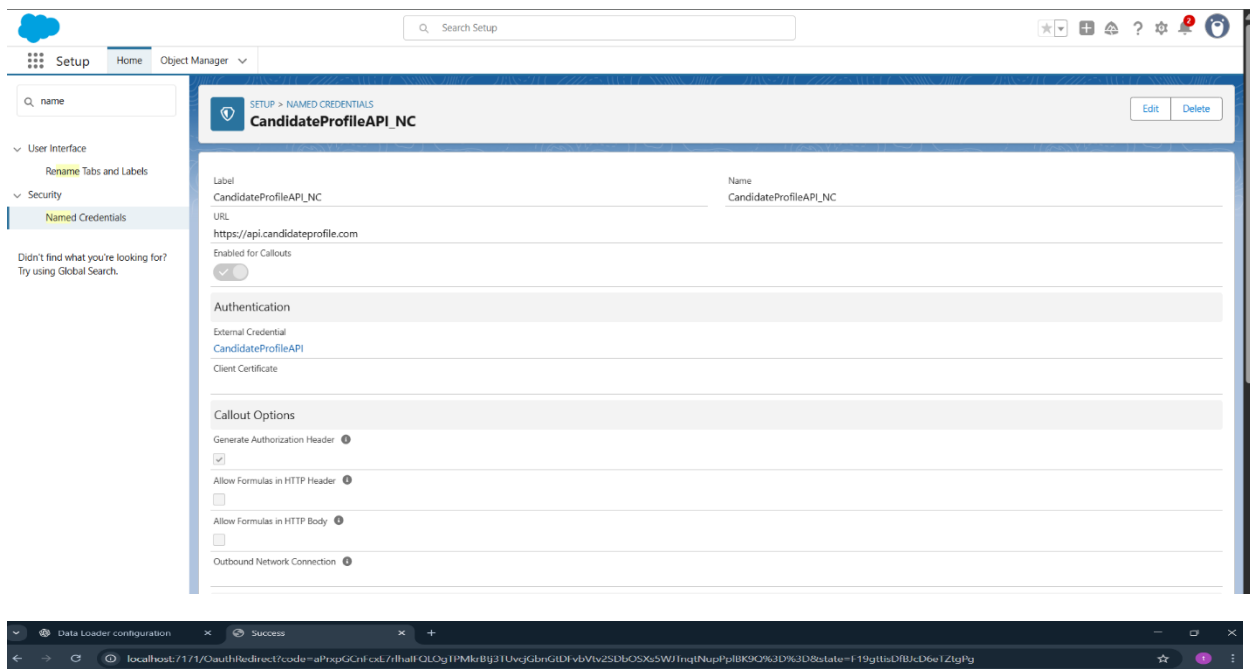 Search Setup
2
Setup
Home
Object Manager
name
User Interface
Rename Tabs and Labels
Security
Named Credentials
Didn't find what you're looking for?
Try using Global Search.
SETUP > NAMED CREDENTIALS
CandidateProfileAPI_NC
Edit
Delete
Label
CandidateProfileAPI_NC
Name
CandidateProfileAPI_NC
URL
https://api.candidateprofile.com
Enabled for Callouts
Authentication
External Credential
CandidateProfileAPI
Client Certificate
Callout Options
Generate Authorization Header
Allow Formulas in HTTP Header
Allow Formulas in HTTP Body
Outbound Network Connection
Data Loader configuration
Success